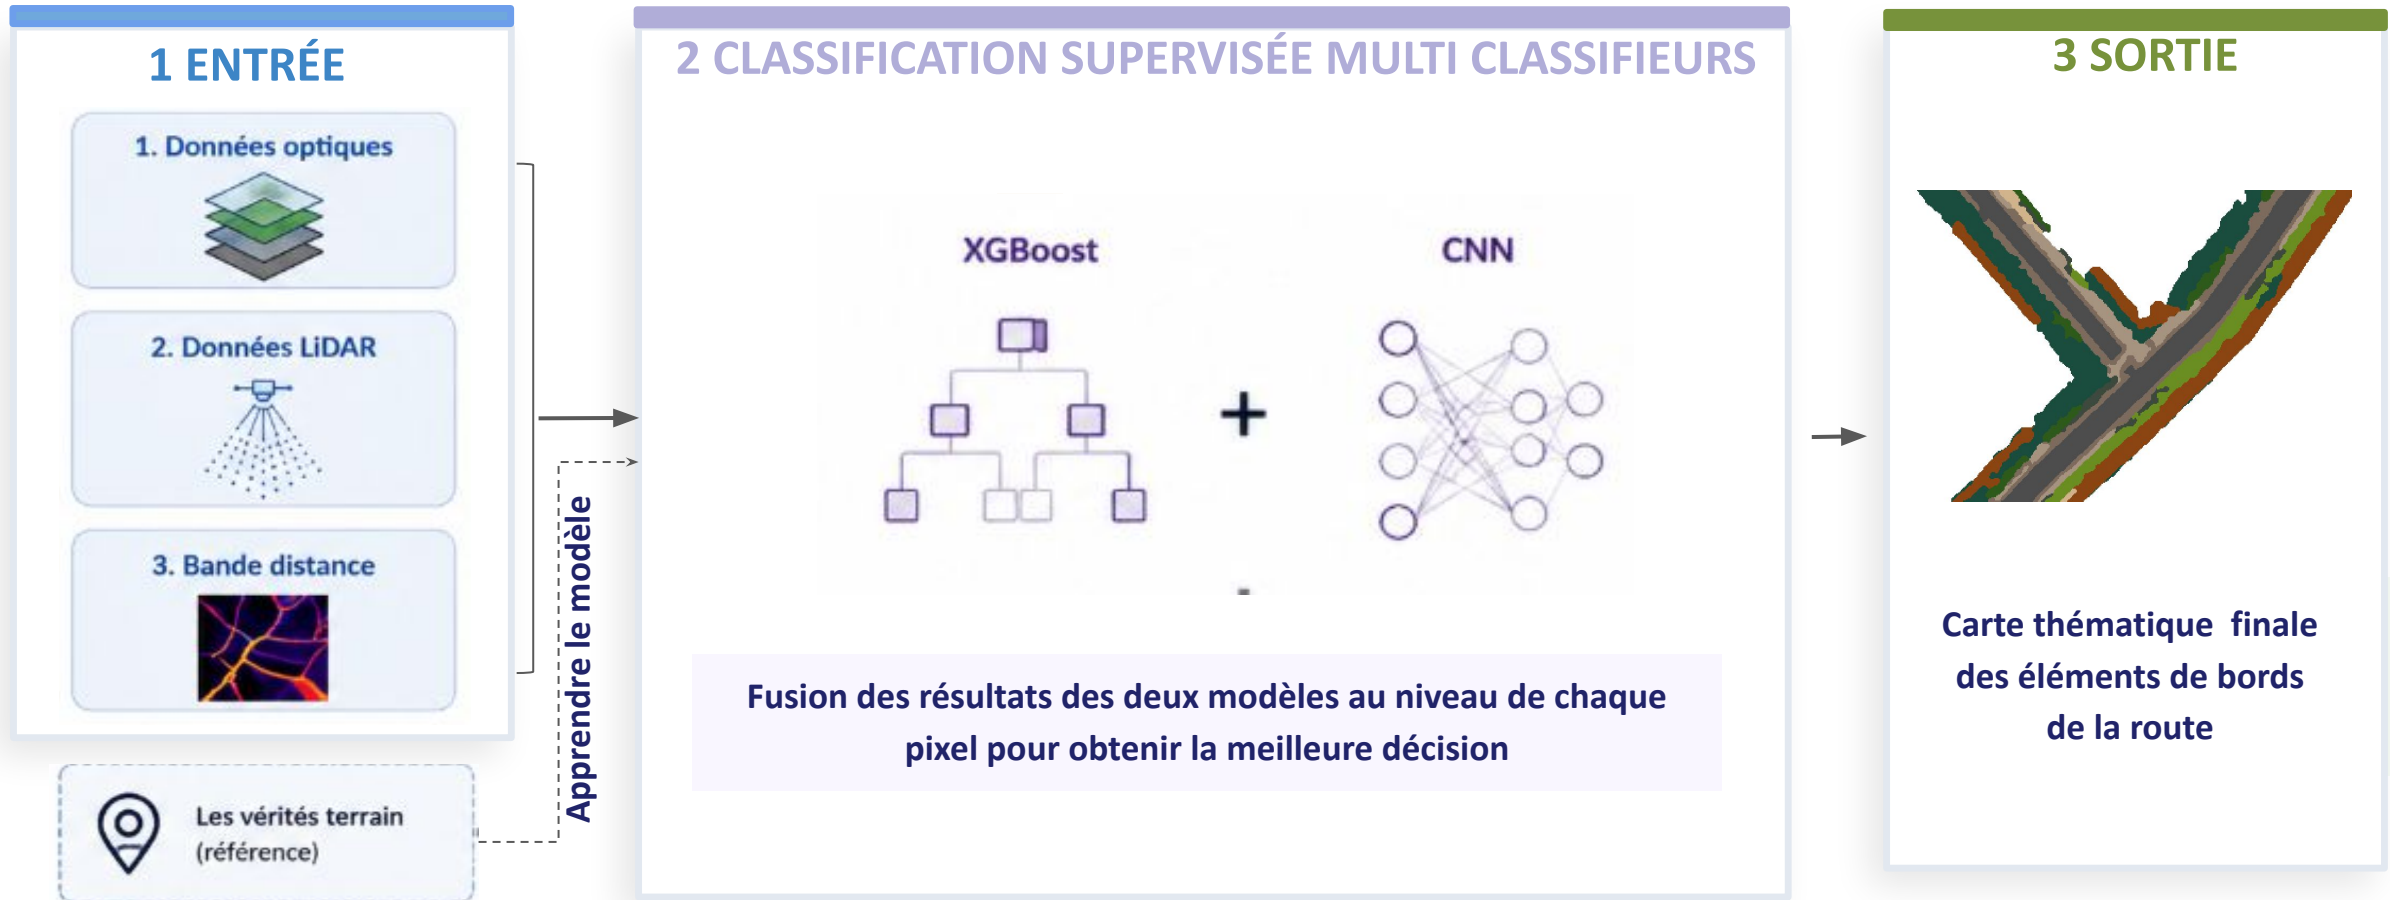 1 ENTRÉE
1. Données optiques
2. Données LiDAR
3. Bande distance
Les vérités terrain
(référence)
Apprendre le modèle
2 CLASSIFICATION SUPERVISÉE MULTI CLASSIFIEURS
XGBoost
+
CNN
Fusion des résultats des deux modèles au niveau de chaque
pixel pour obtenir la meilleure décision
3 SORTIE
Carte thématique finale
des éléments de bords
de la route